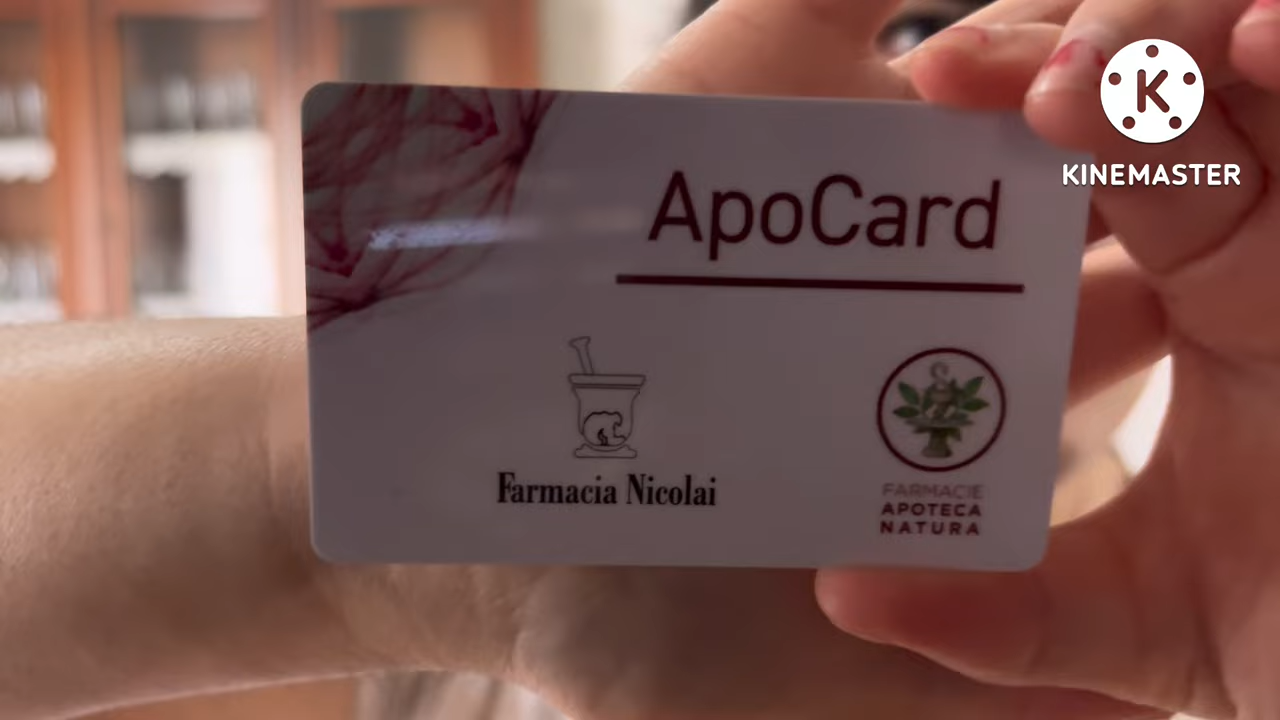 K
KINEMASTER
ApoCard
Farmacia Nicolai
FARMACIE
APOTECA
NATURA